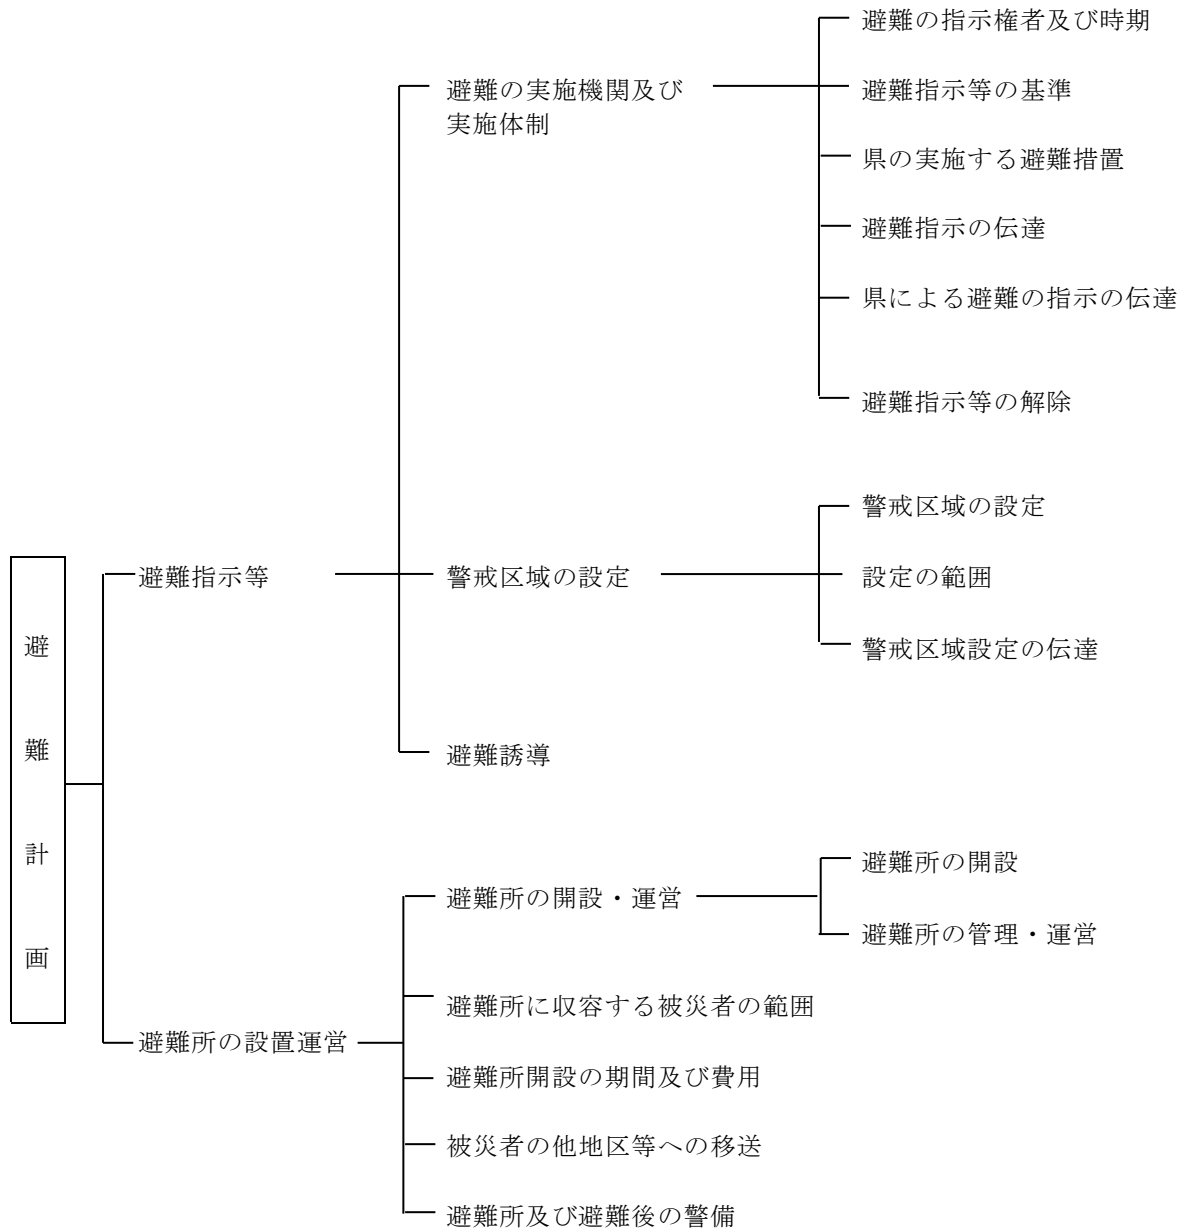 避難計画
避難指示等
避難の実施機関及び
実施体制
避難の指示権者及び時期
避難指示等の基準
県の実施する避難措置
避難指示の伝達
県による避難の指示の伝達
避難指示等の解除
警戒区域の設定
警戒区域の設定
設定の範囲
警戒区域設定の伝達
避難誘導
避難所の設置運営
避難所の開設・運営
避難所の開設
避難所の管理・運営
避難所に収容する被災者の範囲
避難所開設の期間及び費用
被災者の他地区等への移送
避難所及び避難後の警備